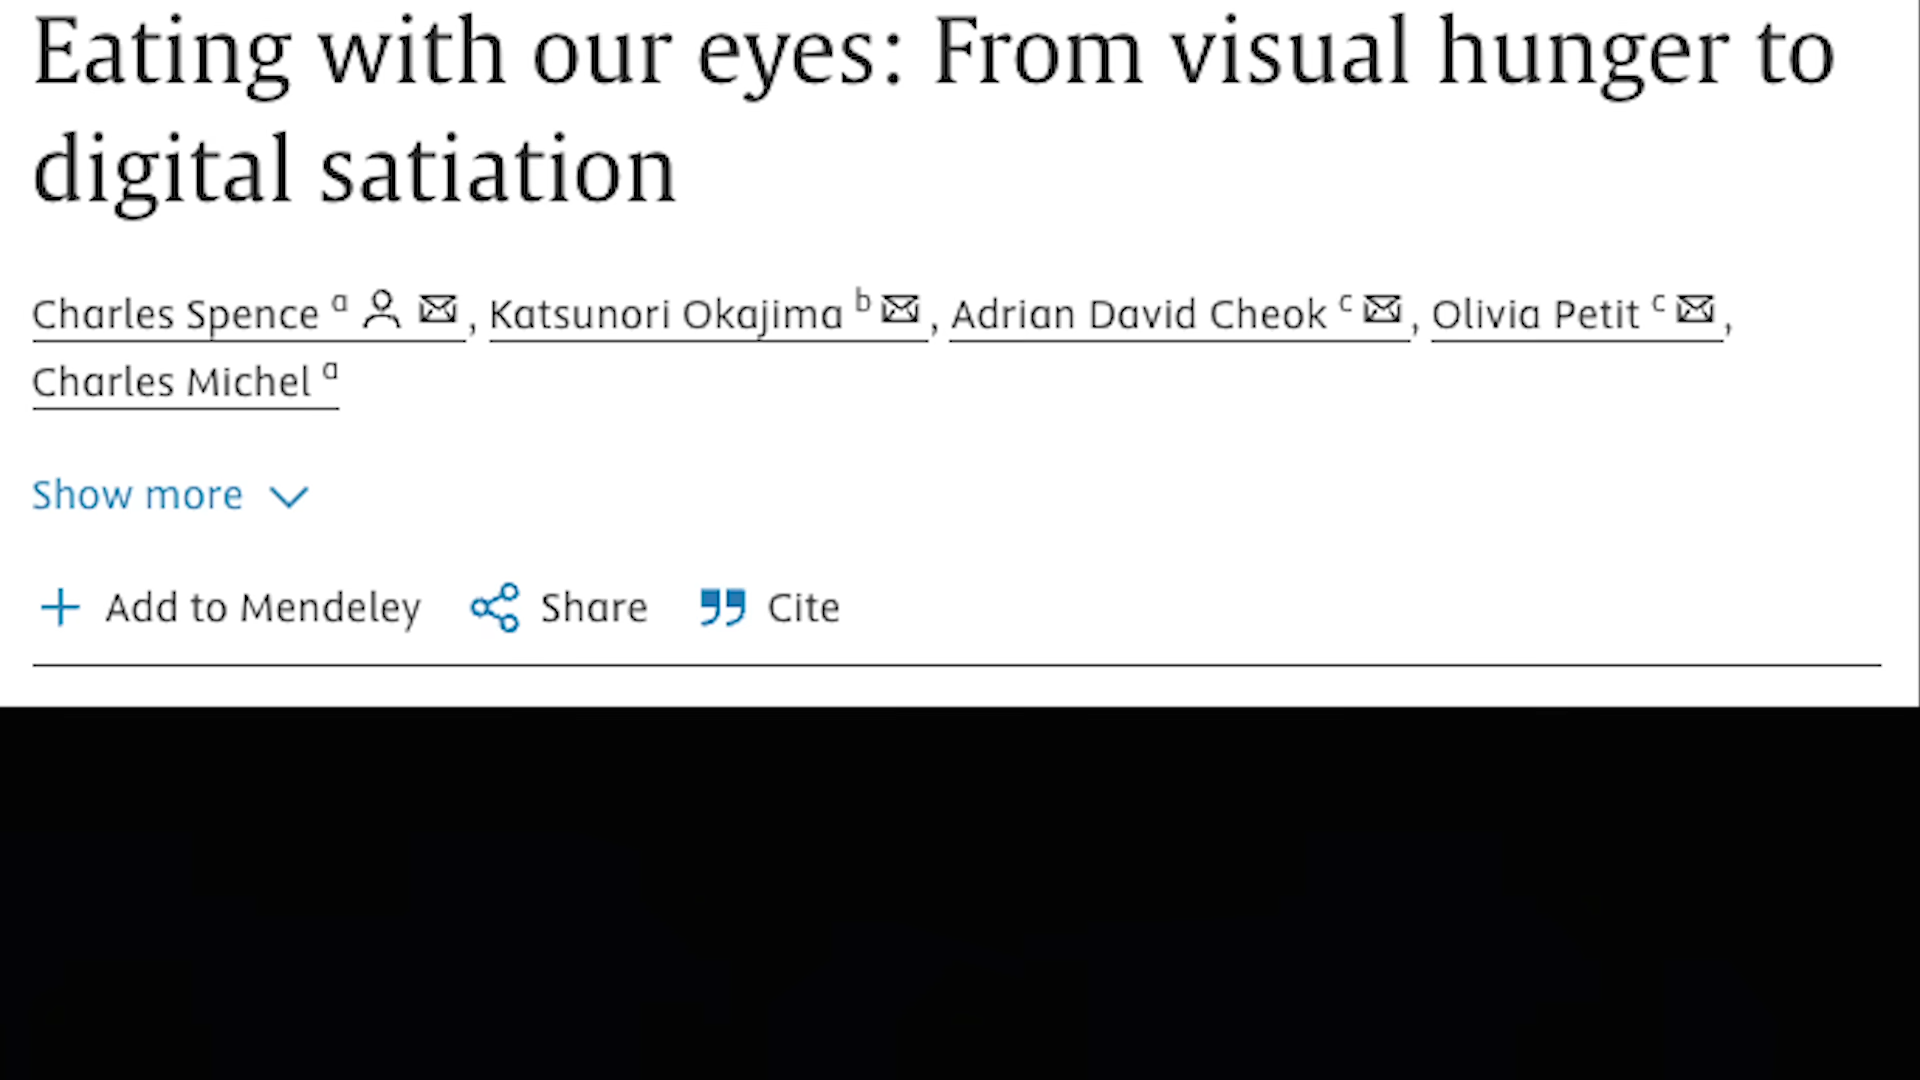 Eating with our eyes: From visual hunger to
digital satiation
Charles Spence a, Katsunori Okajima b, Adrian David Cheok c, Olivia Petit c,
Charles Michel a
Show more
Add to Mendeley Share Cite